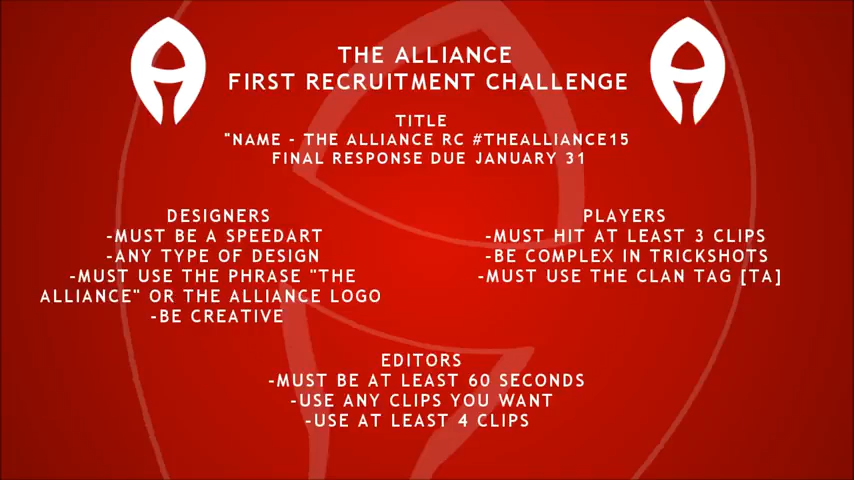 THE ALLIANCE
FIRST RECRUITMENT CHALLENGE
TITLE
"NAME - THE ALLIANCE RC #THEALLIANCE15
FINAL RESPONSE DUE JANUARY 31
DESIGNERS
-MUST BE A SPEEDART
-ANY TYPE OF DESIGN
-MUST USE THE PHRASE "THE
ALLIANCE" OR THE ALLIANCE LOGO
-BE CREATIVE
PLAYERS
-MUST HIT AT LEAST 3 CLIPS
-BE COMPLEX IN TRICKSHOTS
-MUST USE THE CLAN TAG [TA]
EDITORS
-MUST BE AT LEAST 60 SECONDS
-USE ANY CLIPS YOU WANT
-USE AT LEAST 4 CLIPS